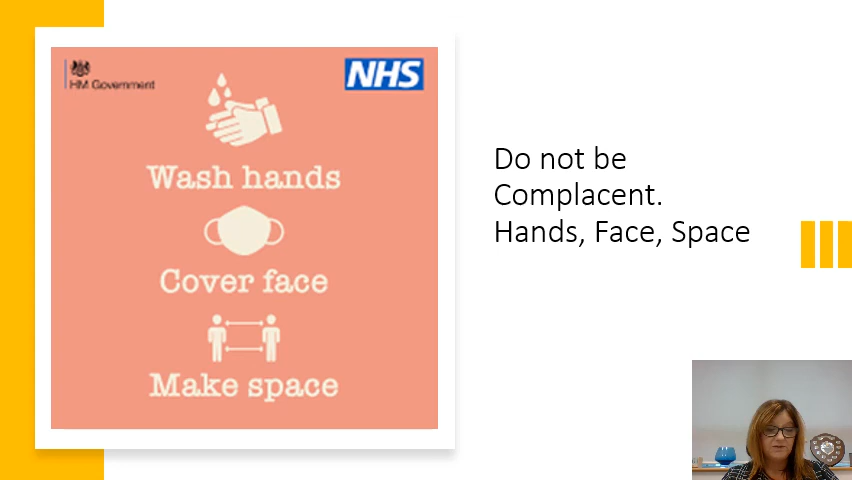 HM Government
NHS
Wash hands
Cover face
Make space
Do not be
Complacent.
Hands, Face, Space